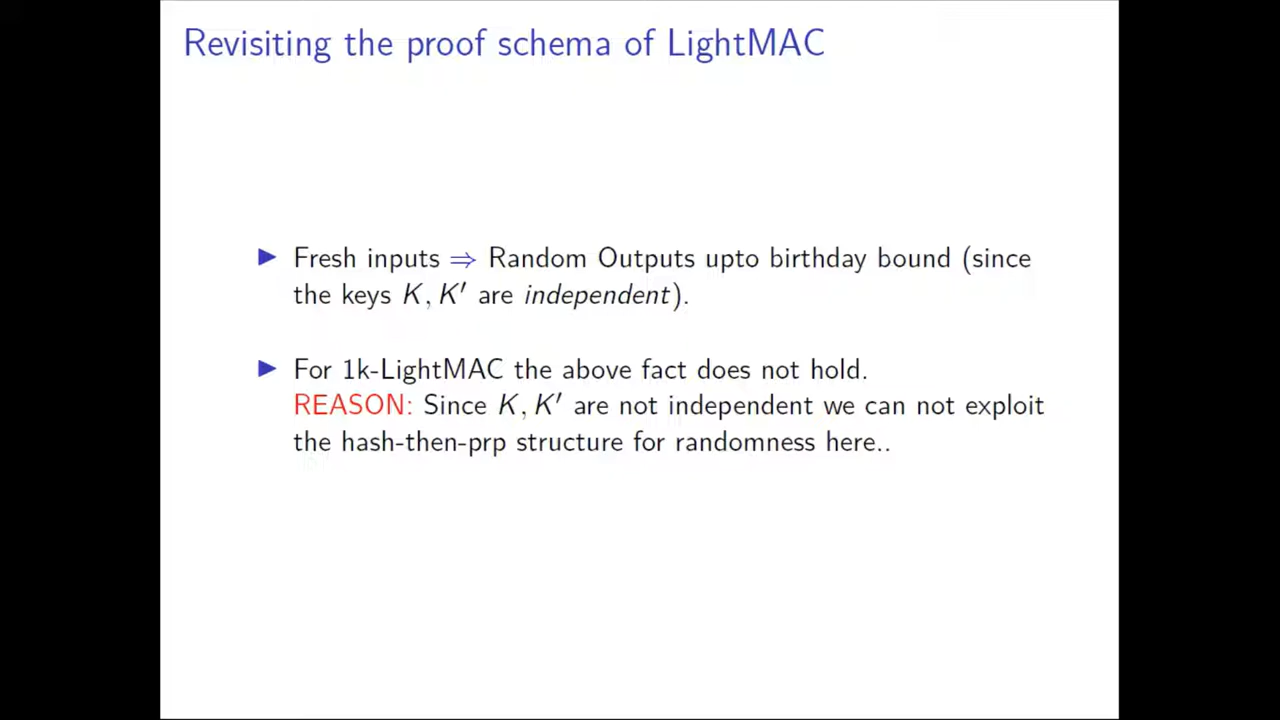 Revisiting the proof schema of LightMAC
▶ Fresh inputs ⇒ Random Outputs upto birthday bound (since
the keys K, K′ are independent).
▶ For 1k-LightMAC the above fact does not hold.
REASON: Since K, K′ are not independent we can not exploit
the hash-then-prp structure for randomness here..